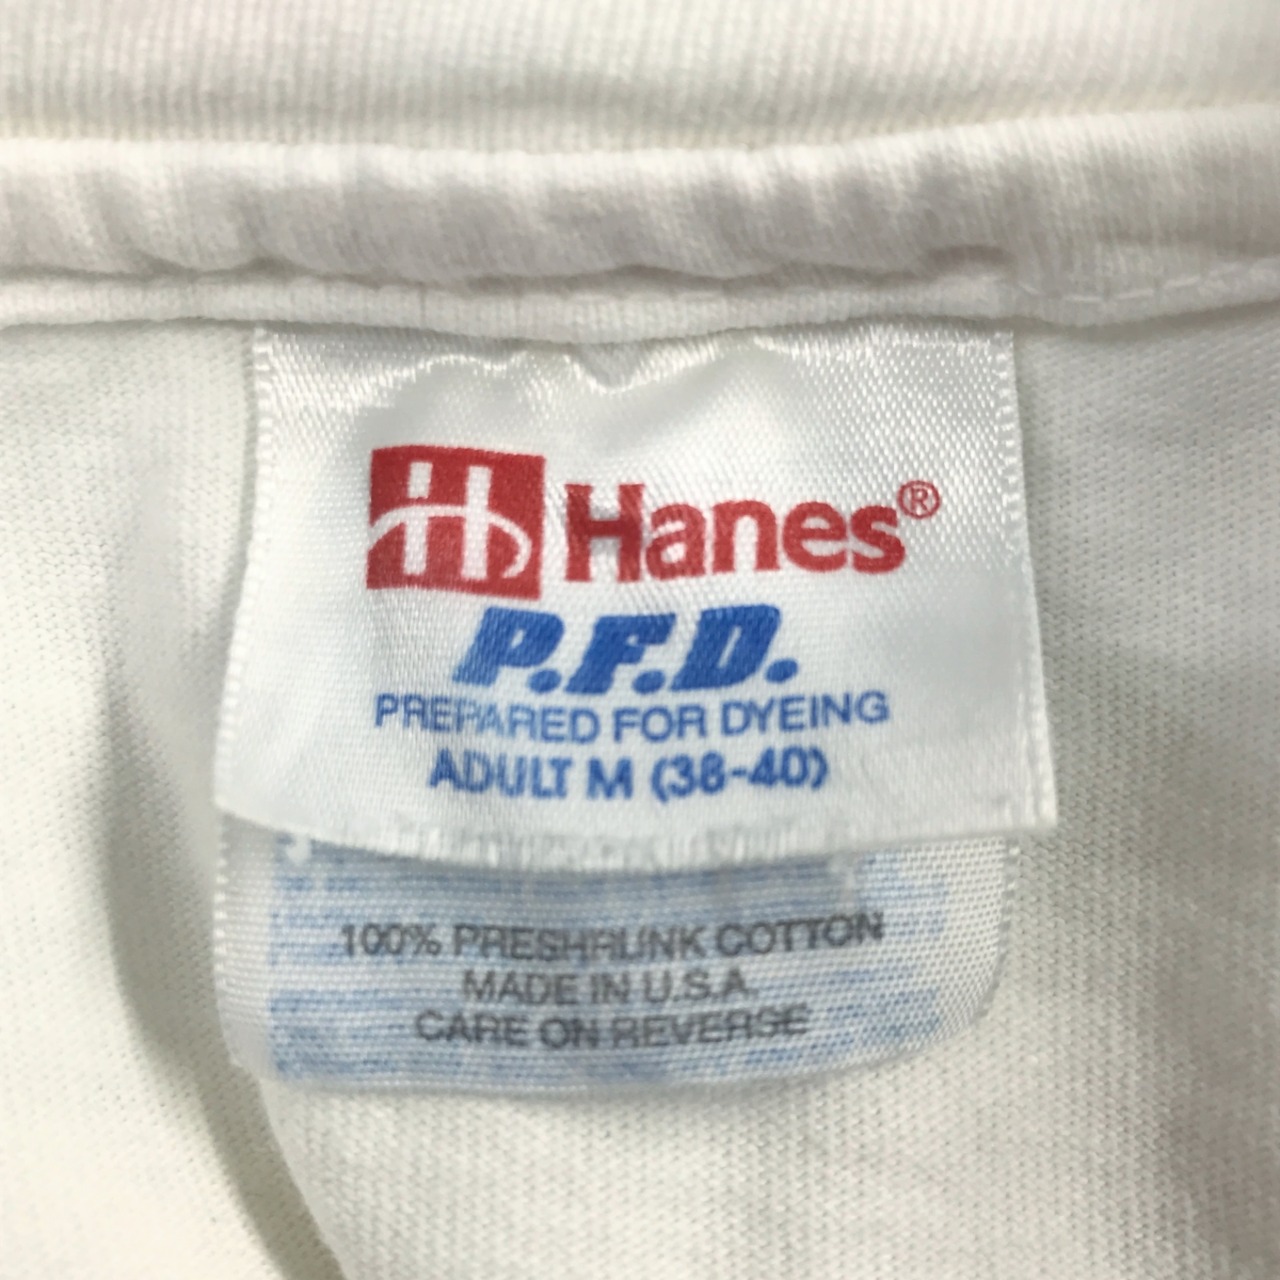 H Hanes®
P.F.D.
PREPARED FOR DYEING
ADULT M (38-40)
100% PRESHRUNK COTTON
MADE IN U.S.A.
CARE ON REVERSE